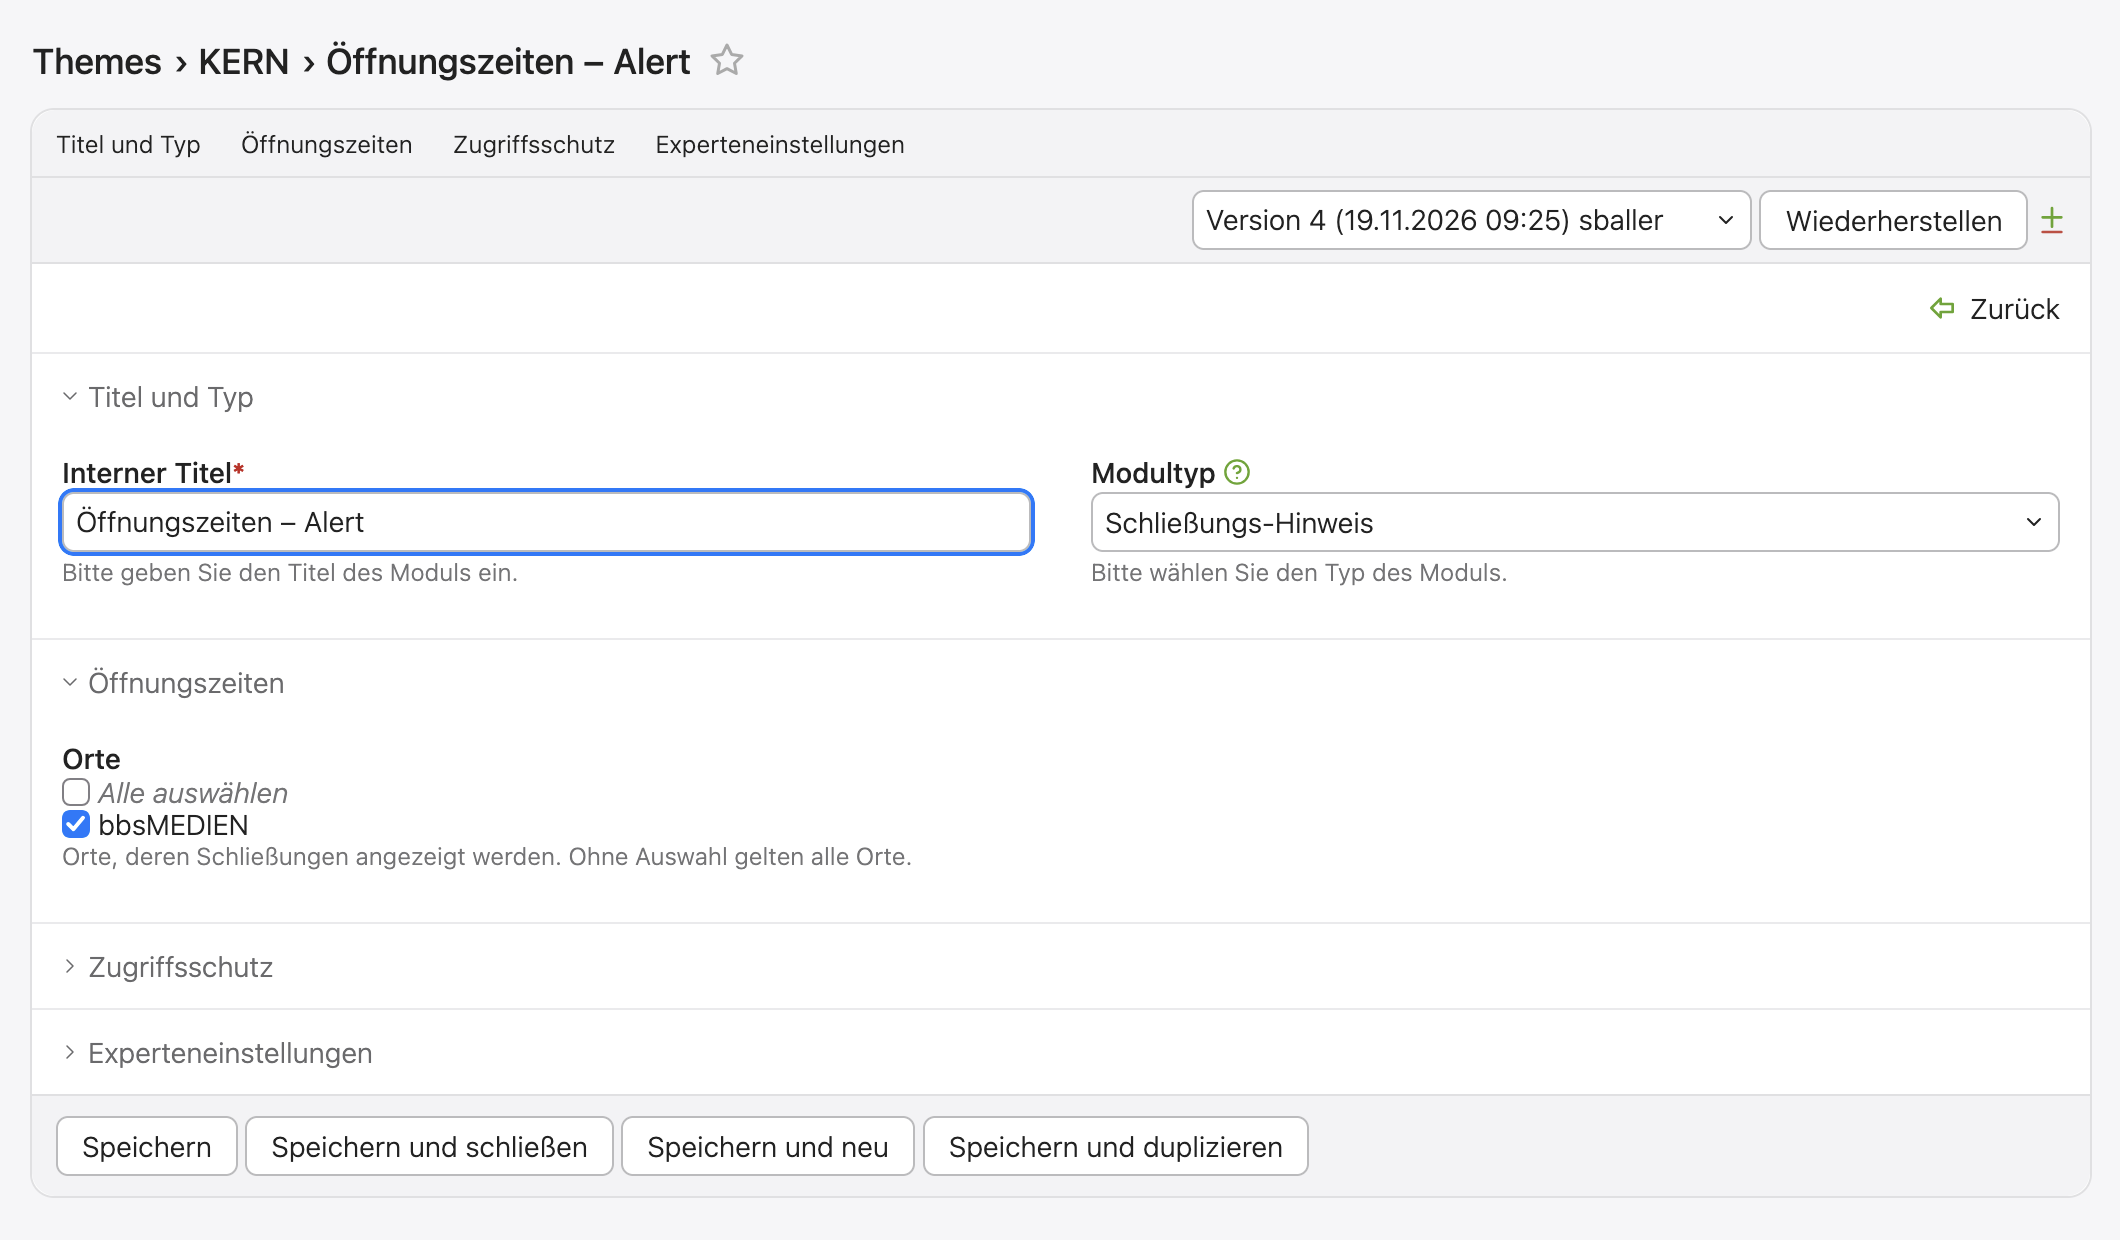 Themes › KERN › Öffnungszeiten – Alert
Titel und Typ Öffnungszeiten Zugriffsschutz Experteneinstellungen
Version 4 (19.11.2026 09:25) sballer Wiederherstellen
Zurück
Titel und Typ
Interner Titel* Modultyp
Öffnungszeiten – Alert Schließungs-Hinweis
Bitte geben Sie den Titel des Moduls ein. Bitte wählen Sie den Typ des Moduls.
Öffnungszeiten
Orte
Alle auswählen
bbsMEDIEN
Orte, deren Schließungen angezeigt werden. Ohne Auswahl gelten alle Orte.
Zugriffsschutz
Experteneinstellungen
Speichern Speichern und schließen Speichern und neu Speichern und duplizieren